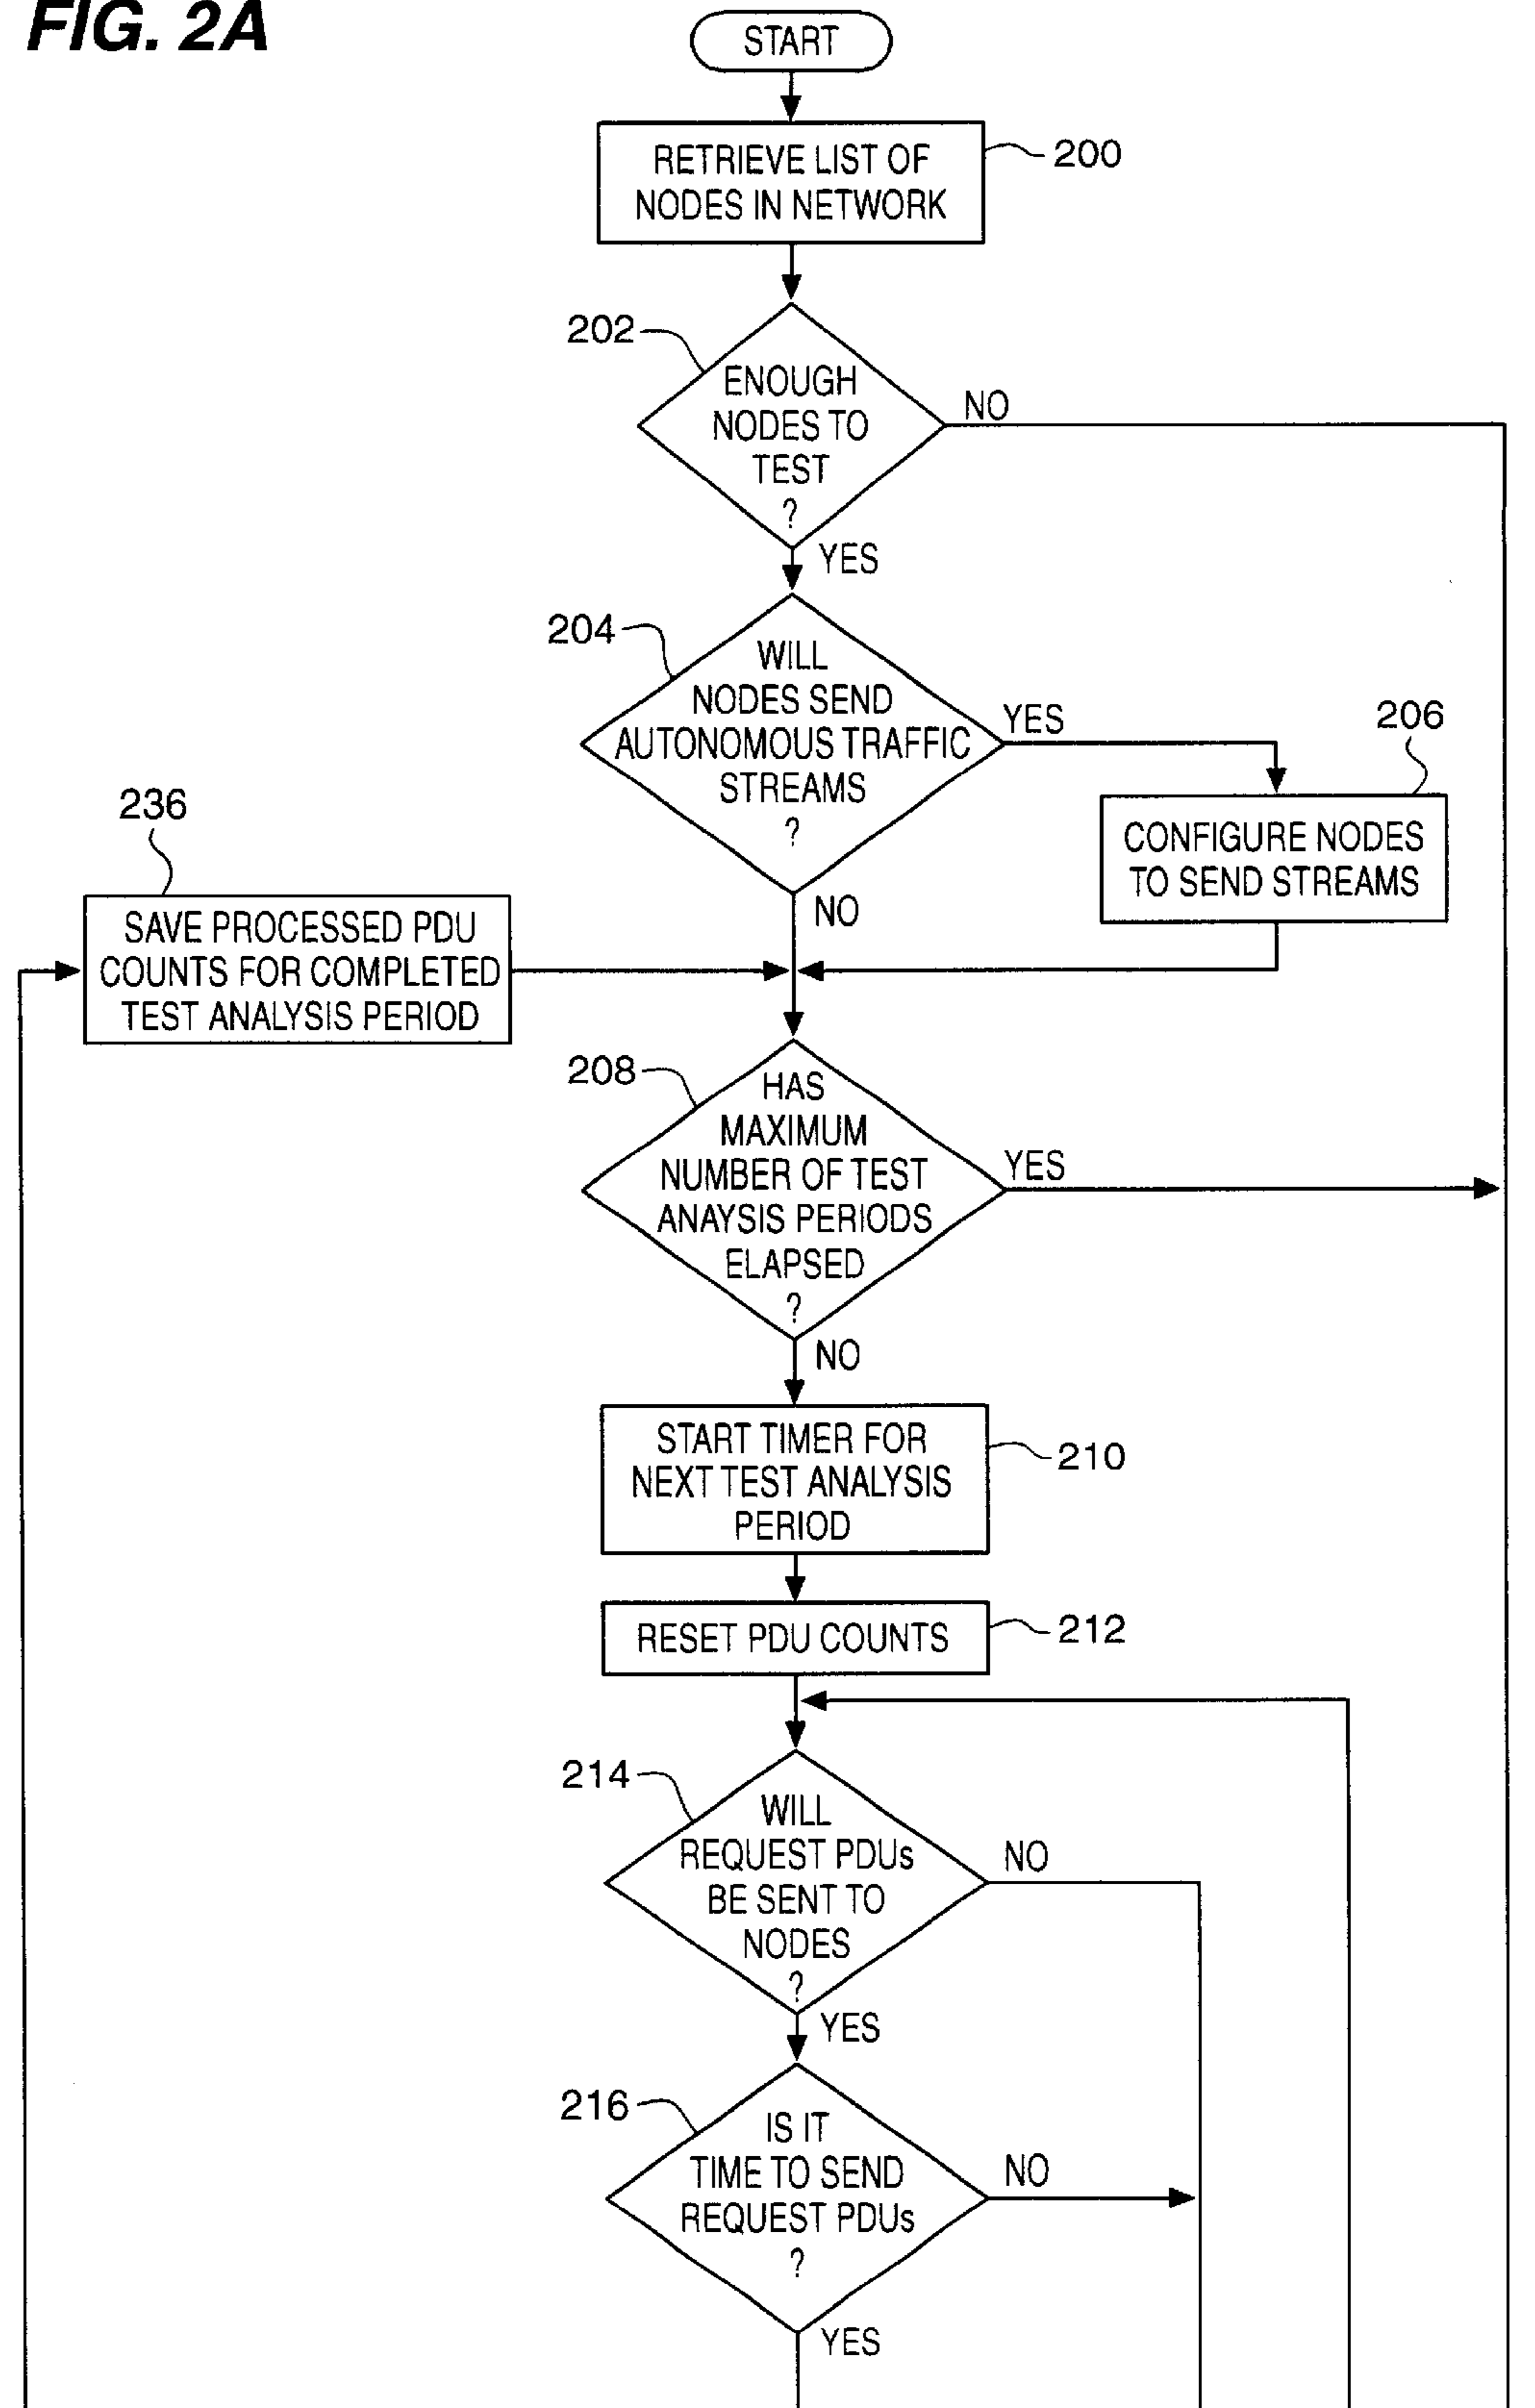 FIG. 2A
START
RETRIEVE LIST OF
NODES IN NETWORK
200
202
ENOUGH
NODES TO
TEST
?
NO
YES
204
WILL
NODES SEND
AUTONOMOUS TRAFFIC
STREAMS
?
YES
206
CONFIGURE NODES
TO SEND STREAMS
NO
236
SAVE PROCESSED PDU
COUNTS FOR COMPLETED
TEST ANALYSIS PERIOD
208
HAS
MAXIMUM
NUMBER OF TEST
ANAYSIS PERIODS
ELAPSED
?
YES
NO
START TIMER FOR
NEXT TEST ANALYSIS
PERIOD
210
RESET PDU COUNTS
212
214
WILL
REQUEST PDUs
BE SENT TO
NODES
?
NO
YES
216
IS IT
TIME TO SEND
REQUEST PDUs
?
NO
YES